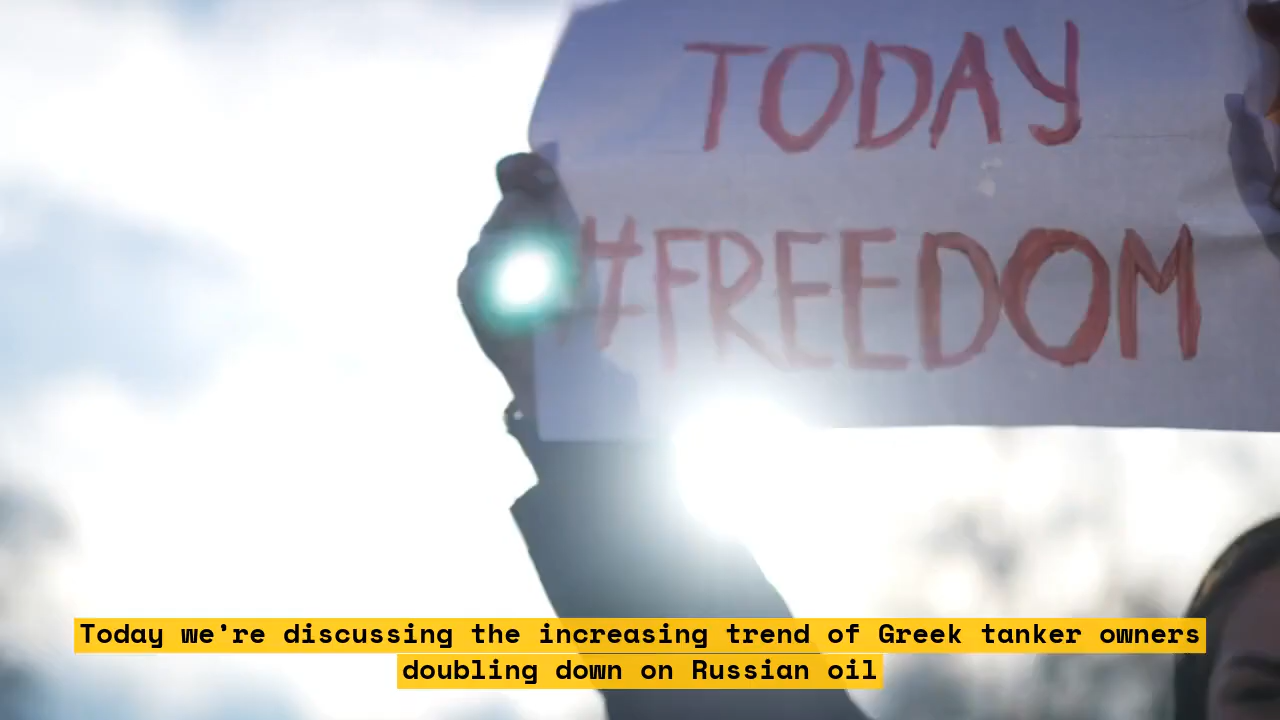 TODAY
#FREEDOM
Today we're discussing the increasing trend of Greek tanker owners
doubling down on Russian oil